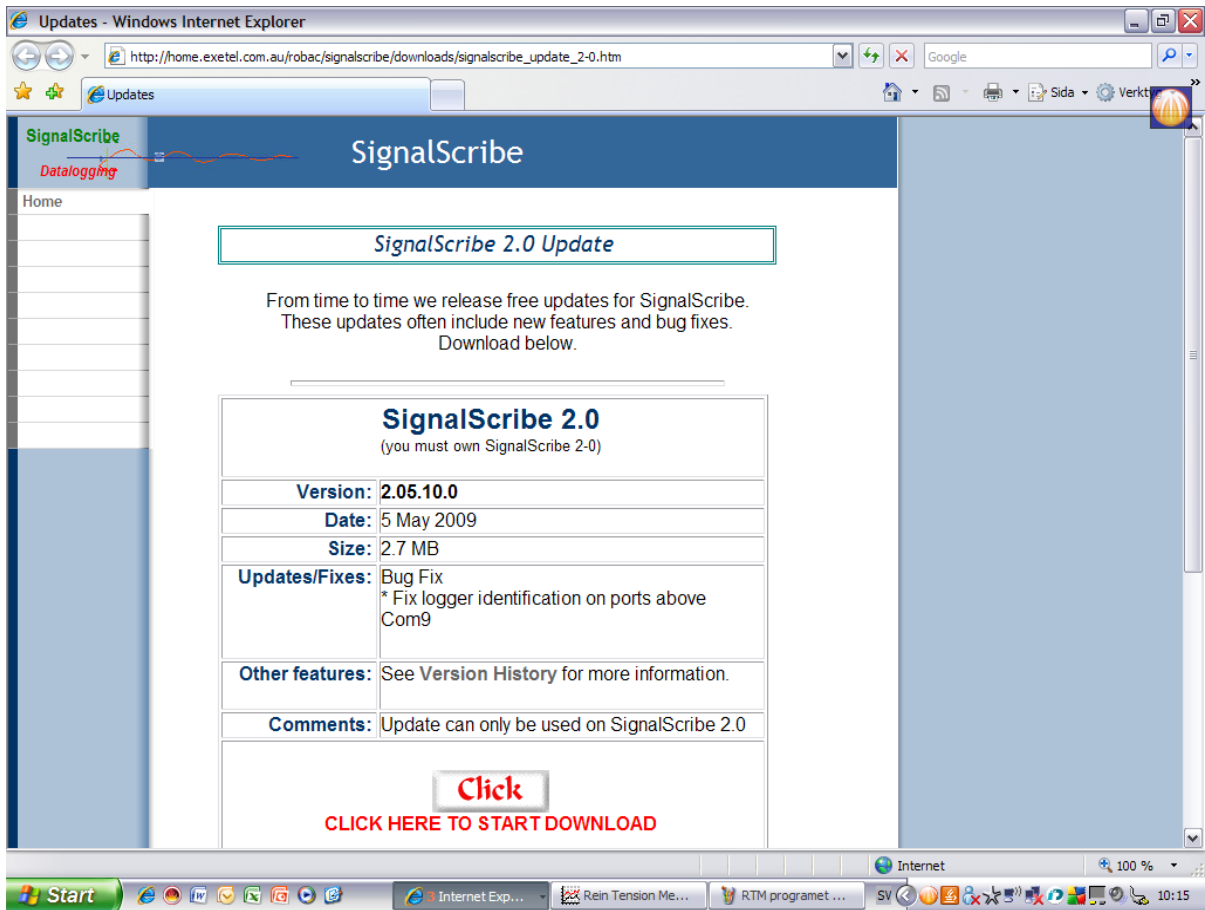 Updates - Windows Internet Explorer
http://home.exetel.com.au/robac/signalscribe/downloads/signalscribe_update_2-0.htm
Google
Updates
Sida
Verkty
SignalScribe
Datalogging
SignalScribe
Home
SignalScribe 2.0 Update
From time to time we release free updates for SignalScribe.
These updates often include new features and bug fixes.
Download below.
SignalScribe 2.0
(you must own SignalScribe 2-0)
Version: 2.05.10.0
Date: 5 May 2009
Size: 2.7 MB
Updates/Fixes: Bug Fix
* Fix logger identification on ports above
Com9
Other features: See Version History for more information.
Comments: Update can only be used on SignalScribe 2.0
Click
CLICK HERE TO START DOWNLOAD
Internet
100 %
Start
3 Internet Exp...
Rein Tension Me...
RTM programet ...
SV
10:15